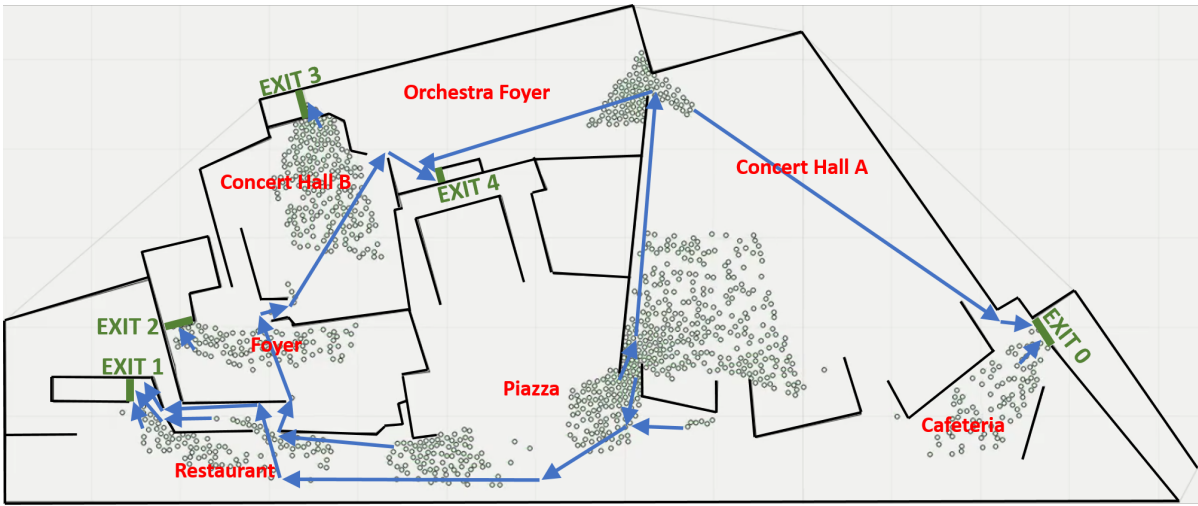 EXIT 3
Orchestra Foyer
Concert Hall A
Concert Hall B
EXIT 4
EXIT 2
Foyer
EXIT 0
EXIT 1
Piazza
Cafeteria
Restaurant